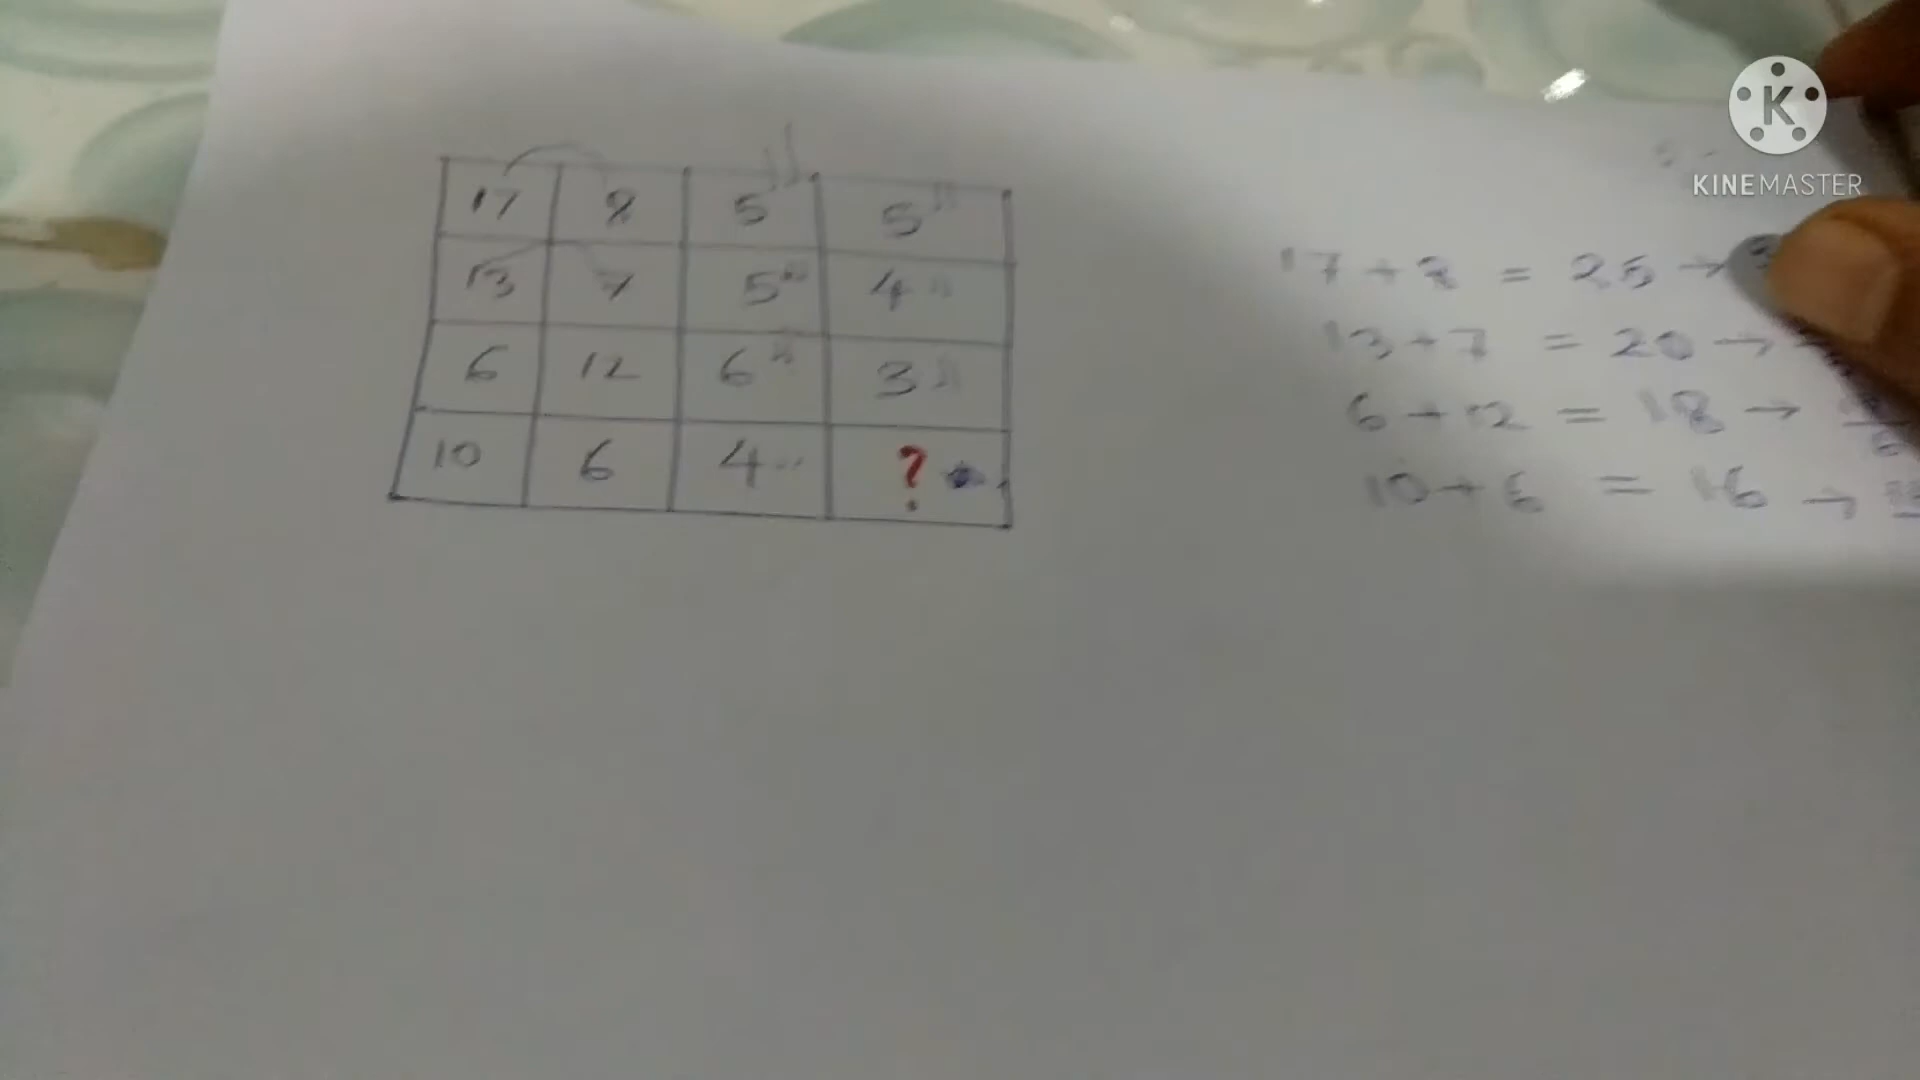 KINEMASTER
17 8 5 5
13 7 5 4
6 12 6 3
10 6 4 ?
17 + 8 = 25 →
13 + 7 = 20 →
6 + 12 = 18 →
10 + 6 = 16 →